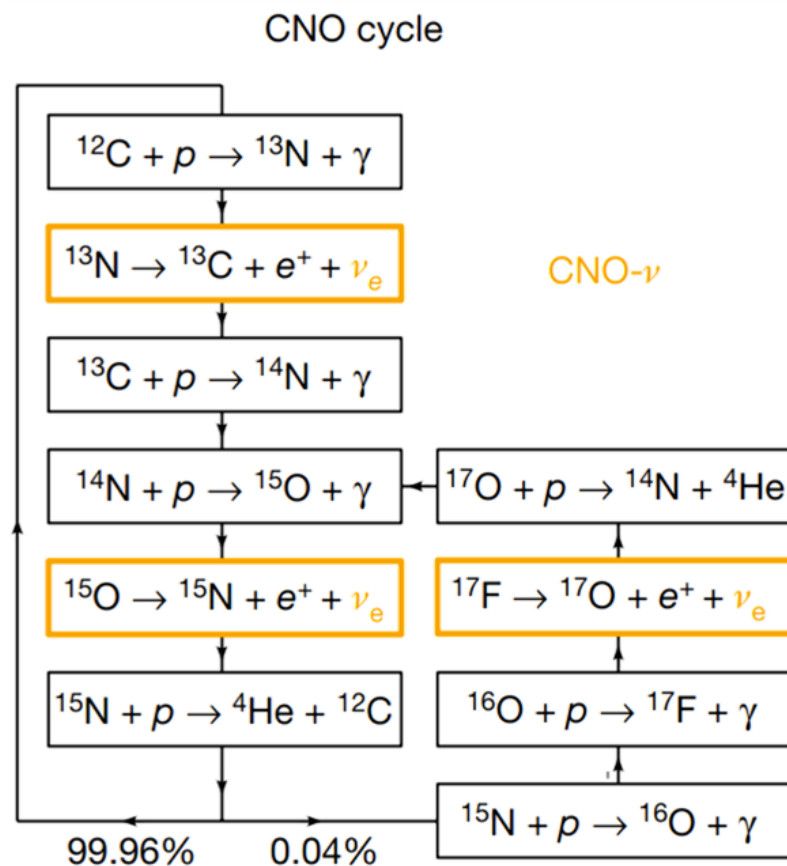 CNO cycle
¹²C + p → ¹³N + γ
¹³N → ¹³C + e⁺ + νₑ
CNO-ν
¹³C + p → ¹⁴N + γ
¹⁴N + p → ¹⁵O + γ
¹⁷O + p → ¹⁴N + ⁴He
¹⁵O → ¹⁵N + e⁺ + νₑ
¹⁷F → ¹⁷O + e⁺ + νₑ
¹⁵N + p → ⁴He + ¹²C
¹⁶O + p → ¹⁷F + γ
¹⁵N + p → ¹⁶O + γ
99.96%
0.04%